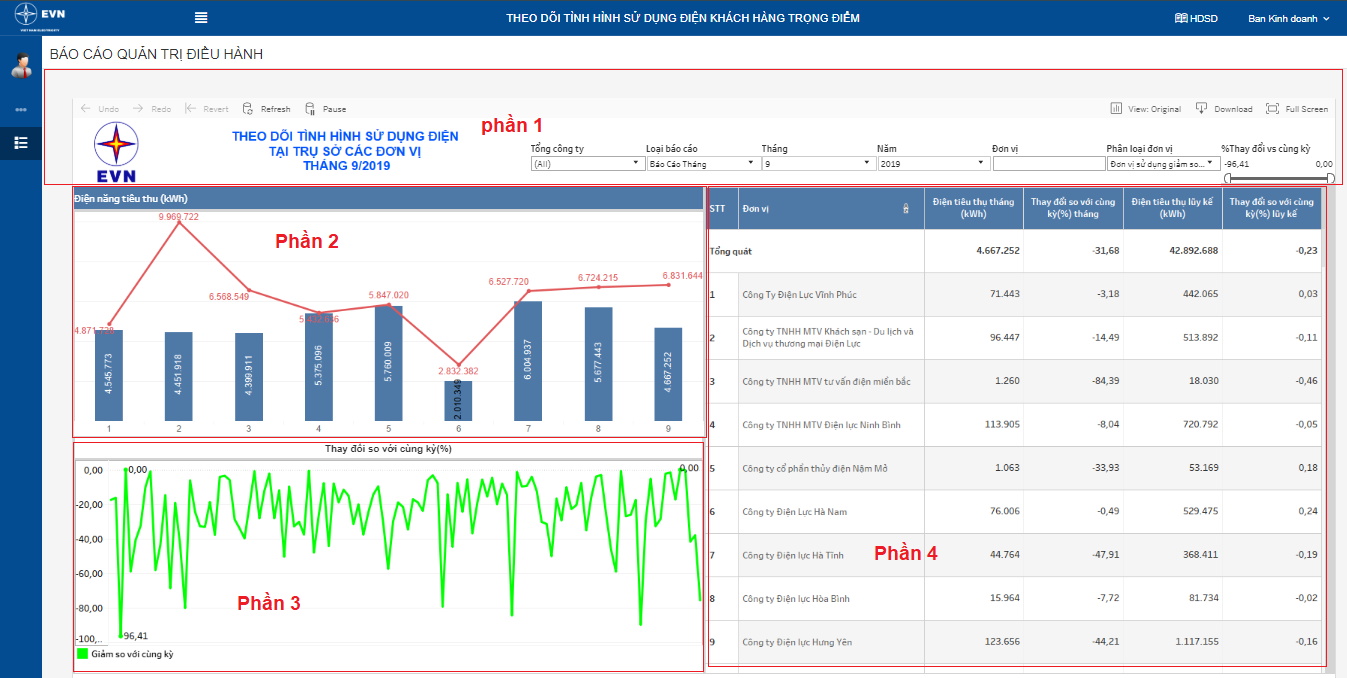 EVN
VIETNAM ELECTRICITY
THEO DÕI TÌNH HÌNH SỬ DỤNG ĐIỆN KHÁCH HÀNG TRỌNG ĐIỂM
HDSD
Ban Kinh doanh
BÁO CÁO QUẢN TRỊ ĐIỀU HÀNH
Undo
Redo
Revert
Refresh
Pause
View: Original
Download
Full Screen
EVN
THEO DÕI TÌNH HÌNH SỬ DỤNG ĐIỆN
TẠI TRỤ SỞ CÁC ĐƠN VỊ
THÁNG 9/2019
phần 1
Tổng công ty
(All)
Loại báo cáo
Báo Cáo Tháng
Tháng
9
Năm
2019
Đơn vị
Phân loại đơn vị
Đơn vị sử dụng giảm so...
%Thay đổi vs cùng kỳ
-96,41
0,00
Điện năng tiêu thu (kWh)
Phần 2
9.969.722
6.568.549
5.847.020
2.832.382
6.527.720
6.724.215
6.831.644
4.545.773
4.451.918
4.399.911
5.375.096
5.760.009
2.010.349
6.004.937
5.677.443
4.667.252
1 2 3 4 5 6 7 8 9
Thay đổi so với cùng kỳ(%)
0,00
-20,00
-40,00
-60,00
-80,00
-100,..
0,00
0,00
-96,41
Phần 3
Giảm so với cùng kỳ
STT Đơn vị Điện tiêu thụ tháng (kWh) Thay đổi so với cùng kỳ(%) tháng Điện tiêu thụ lũy kế (kWh) Thay đổi so với cùng kỳ(%) lũy kế
Tổng quát 4.667.252 -31,68 42.892.688 -0,23
1 Công Ty Điện Lực Vĩnh Phúc 71.443 -3,18 442.065 0,03
2 Công ty TNHH MTV Khách sạn - Du lịch và Dịch vụ thương mại Điện Lực 96.447 -14,49 513.892 -0,11
3 Công ty TNHH MTV tư vấn điện miền bắc 1.260 -84,39 18.030 -0,46
4 Công ty TNHH MTV Điện lực Ninh Bình 113.905 -8,04 720.792 -0,05
5 Công ty cổ phần thủy điện Nậm Mở 1.063 -33,93 53.169 0,18
6 Công ty Điện Lực Hà Nam 76.006 -0,49 529.475 0,24
7 Công ty Điện lực Hà Tĩnh 44.764 -47,91 368.411 -0,19
Phần 4
8 Công ty Điện lực Hòa Bình 15.964 -7,72 81.734 -0,02
9 Công ty Điện lực Hưng Yên 123.656 -44,21 1.117.155 -0,16